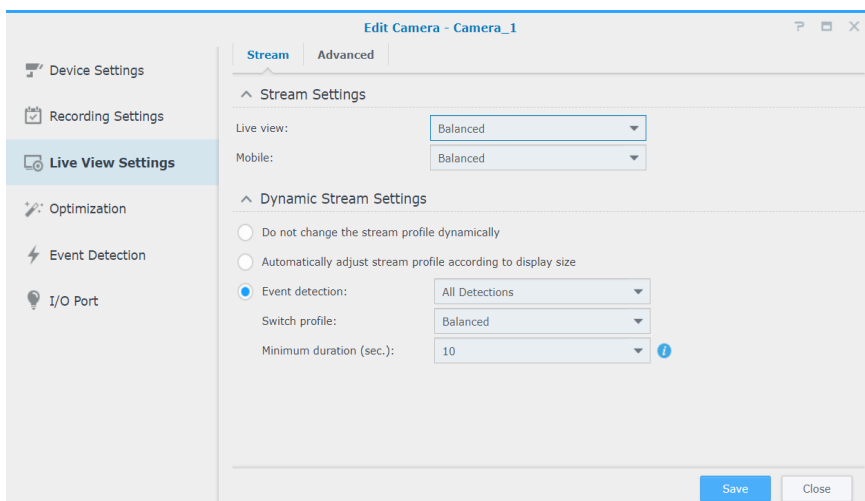 Edit Camera - Camera_1
Device Settings
Recording Settings
Live View Settings
Optimization
Event Detection
I/O Port
Stream Advanced
Stream Settings
Live view: Balanced
Mobile: Balanced
Dynamic Stream Settings
Do not change the stream profile dynamically
Automatically adjust stream profile according to display size
Event detection: All Detections
Switch profile: Balanced
Minimum duration (sec.): 10
Save Close